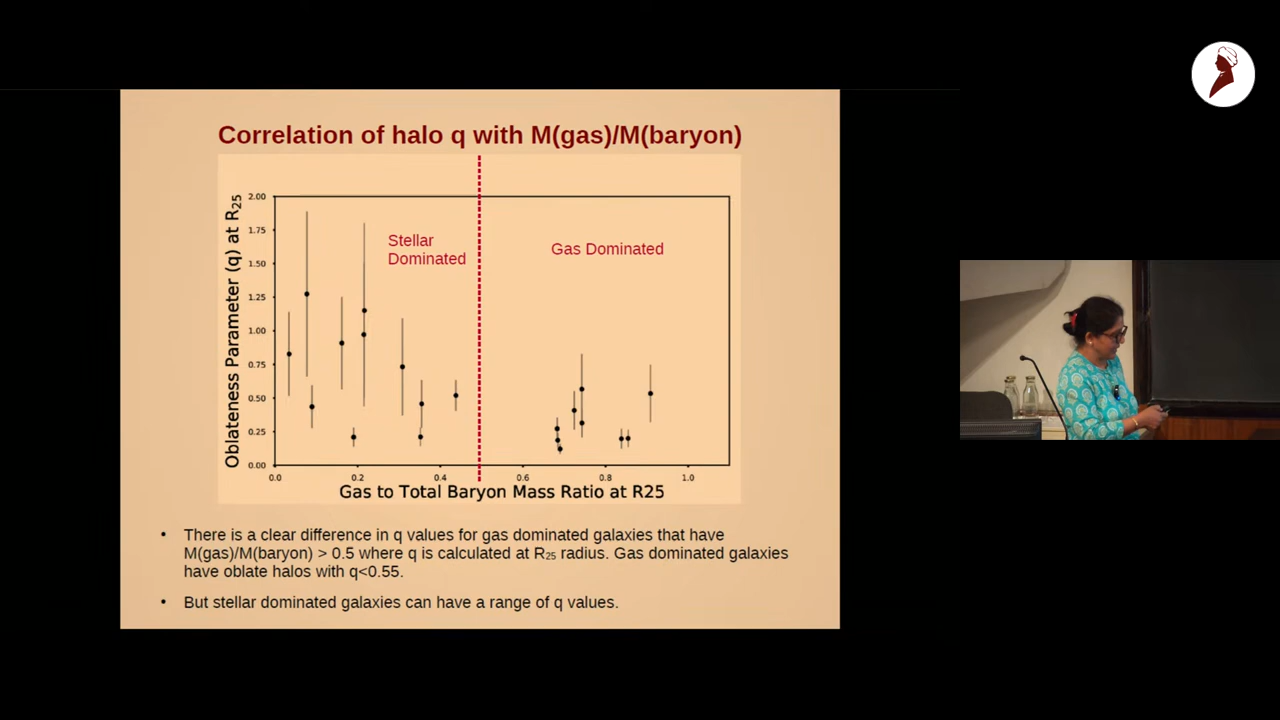 Correlation of halo q with M(gas)/M(baryon)
Oblateness Parameter (q) at R25
2.00
1.75
1.50
1.25
1.00
0.75
0.50
0.25
0.00
Stellar
Dominated
Gas Dominated
0.0 0.2 0.4 0.6 0.8 1.0
Gas to Total Baryon Mass Ratio at R25
• There is a clear difference in q values for gas dominated galaxies that have
M(gas)/M(baryon) > 0.5 where q is calculated at R25 radius. Gas dominated galaxies
have oblate halos with q<0.55.
• But stellar dominated galaxies can have a range of q values.